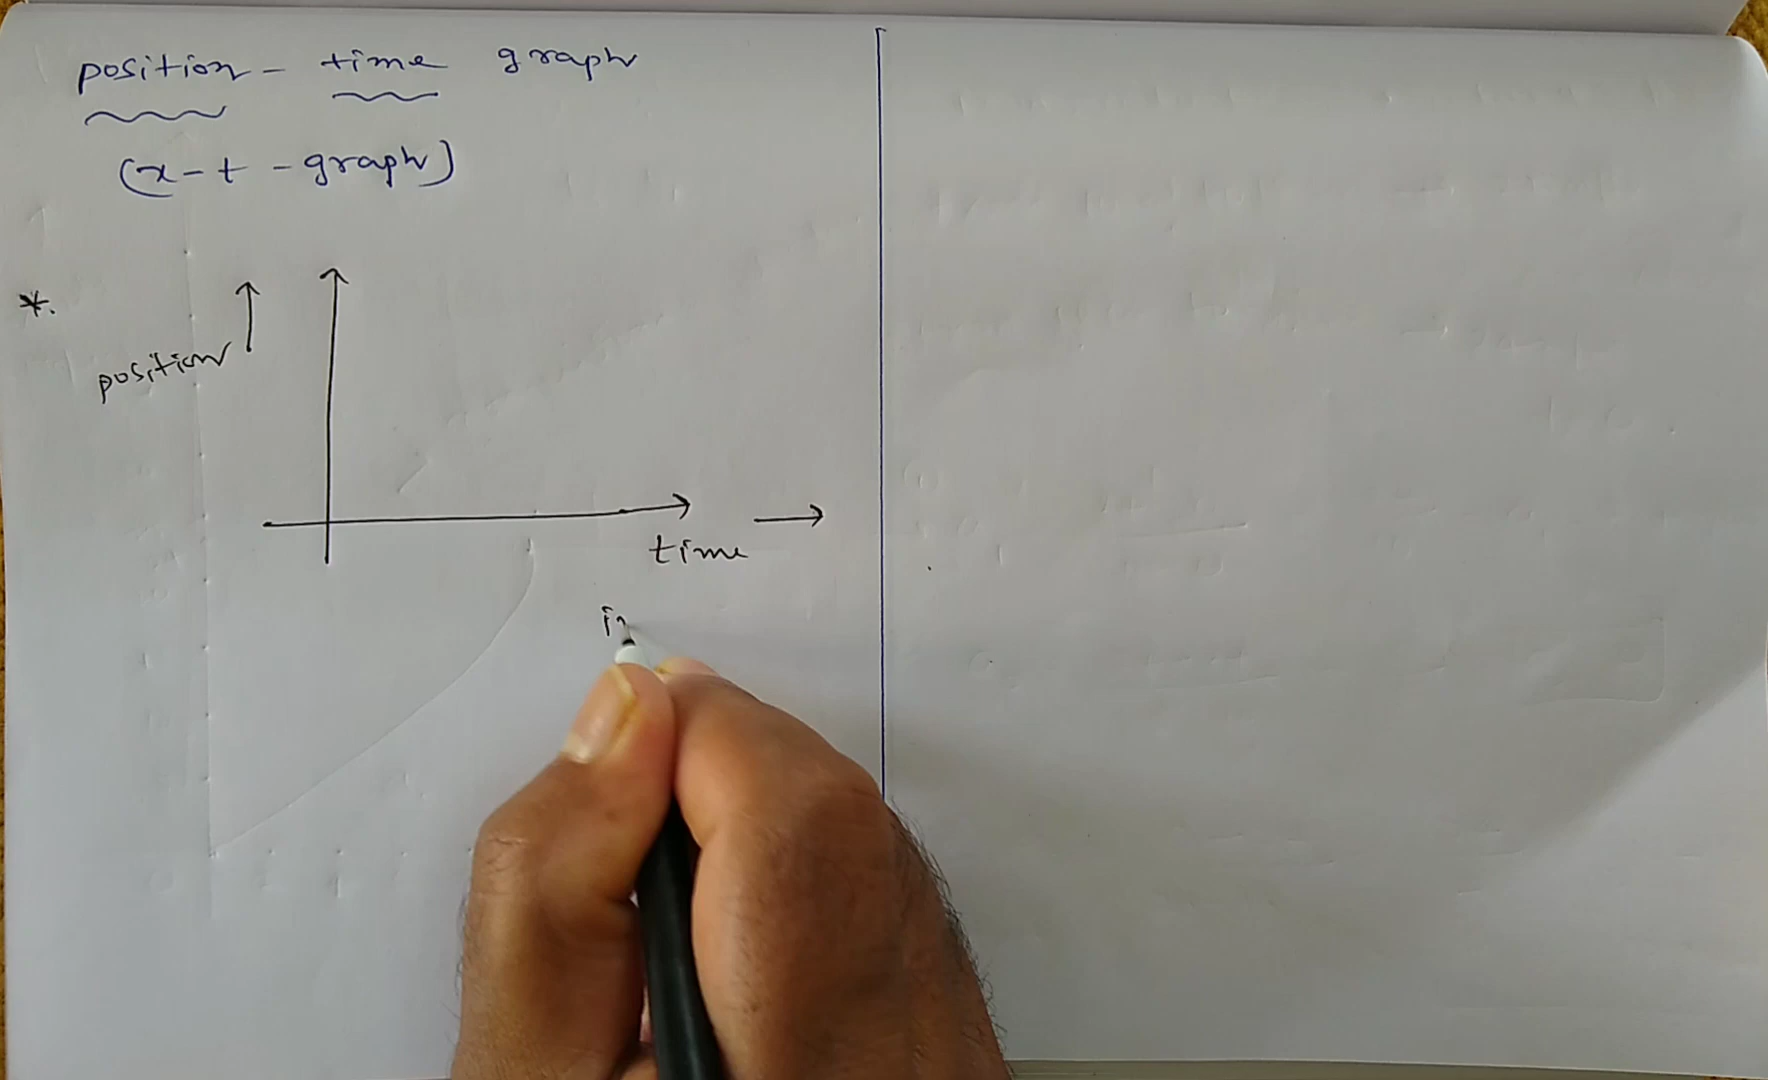 position - time graph
(x - t - graph)
*.
position
time